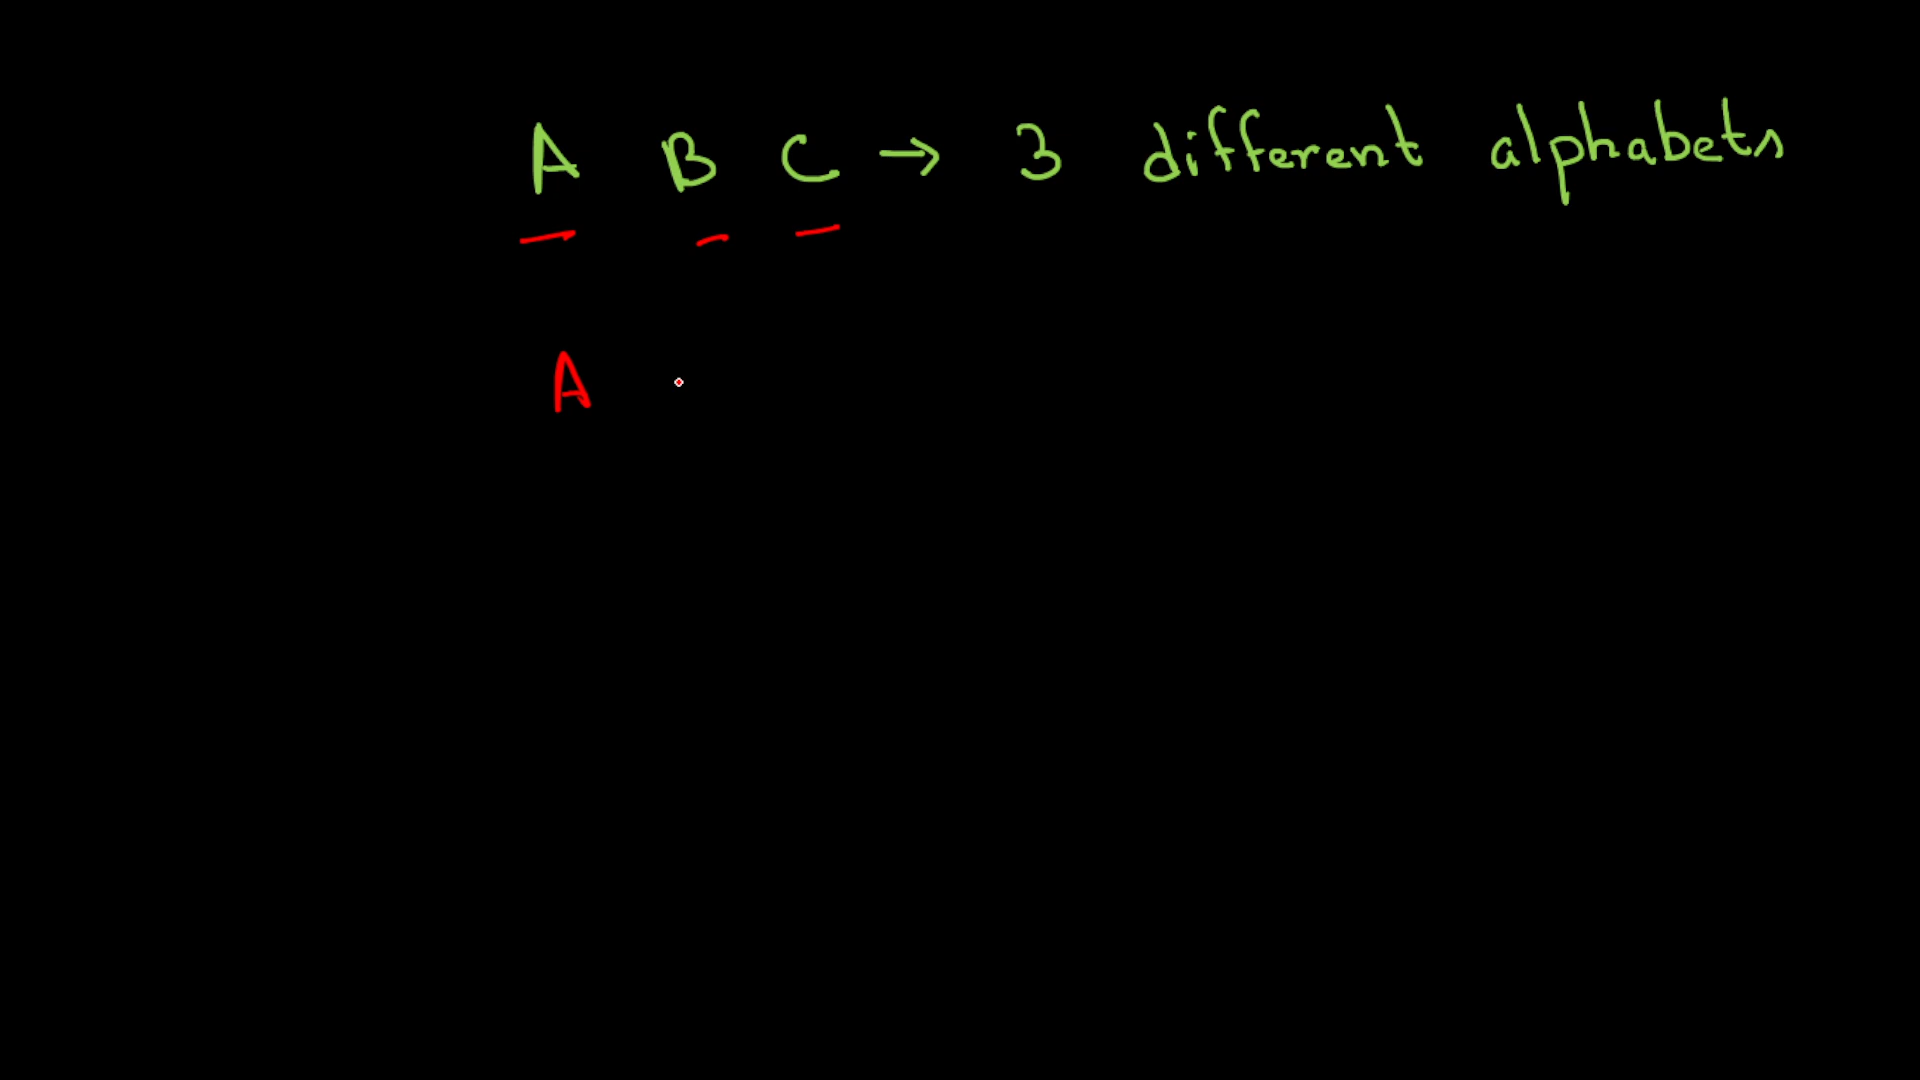 A B C → 3 different alphabets
A